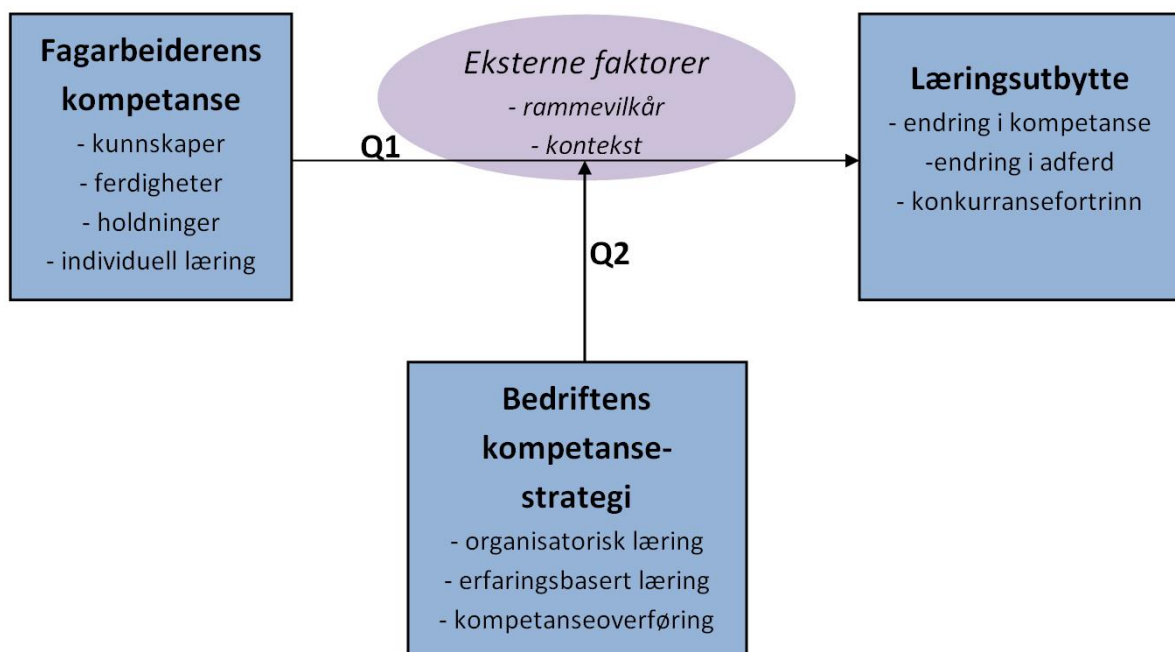 Fagarbeiderens
kompetanse
- kunnskaper
- ferdigheter
- holdninger
- individuell læring
Q1
Eksterne faktorer
- rammevilkår
- kontekst
Læringsutbytte
- endring i kompetanse
-endring i adferd
- konkurransefortrinn
Q2
Bedriftens
kompetanse-
strategi
- organisatorisk læring
- erfaringsbasert læring
- kompetanseoverføring